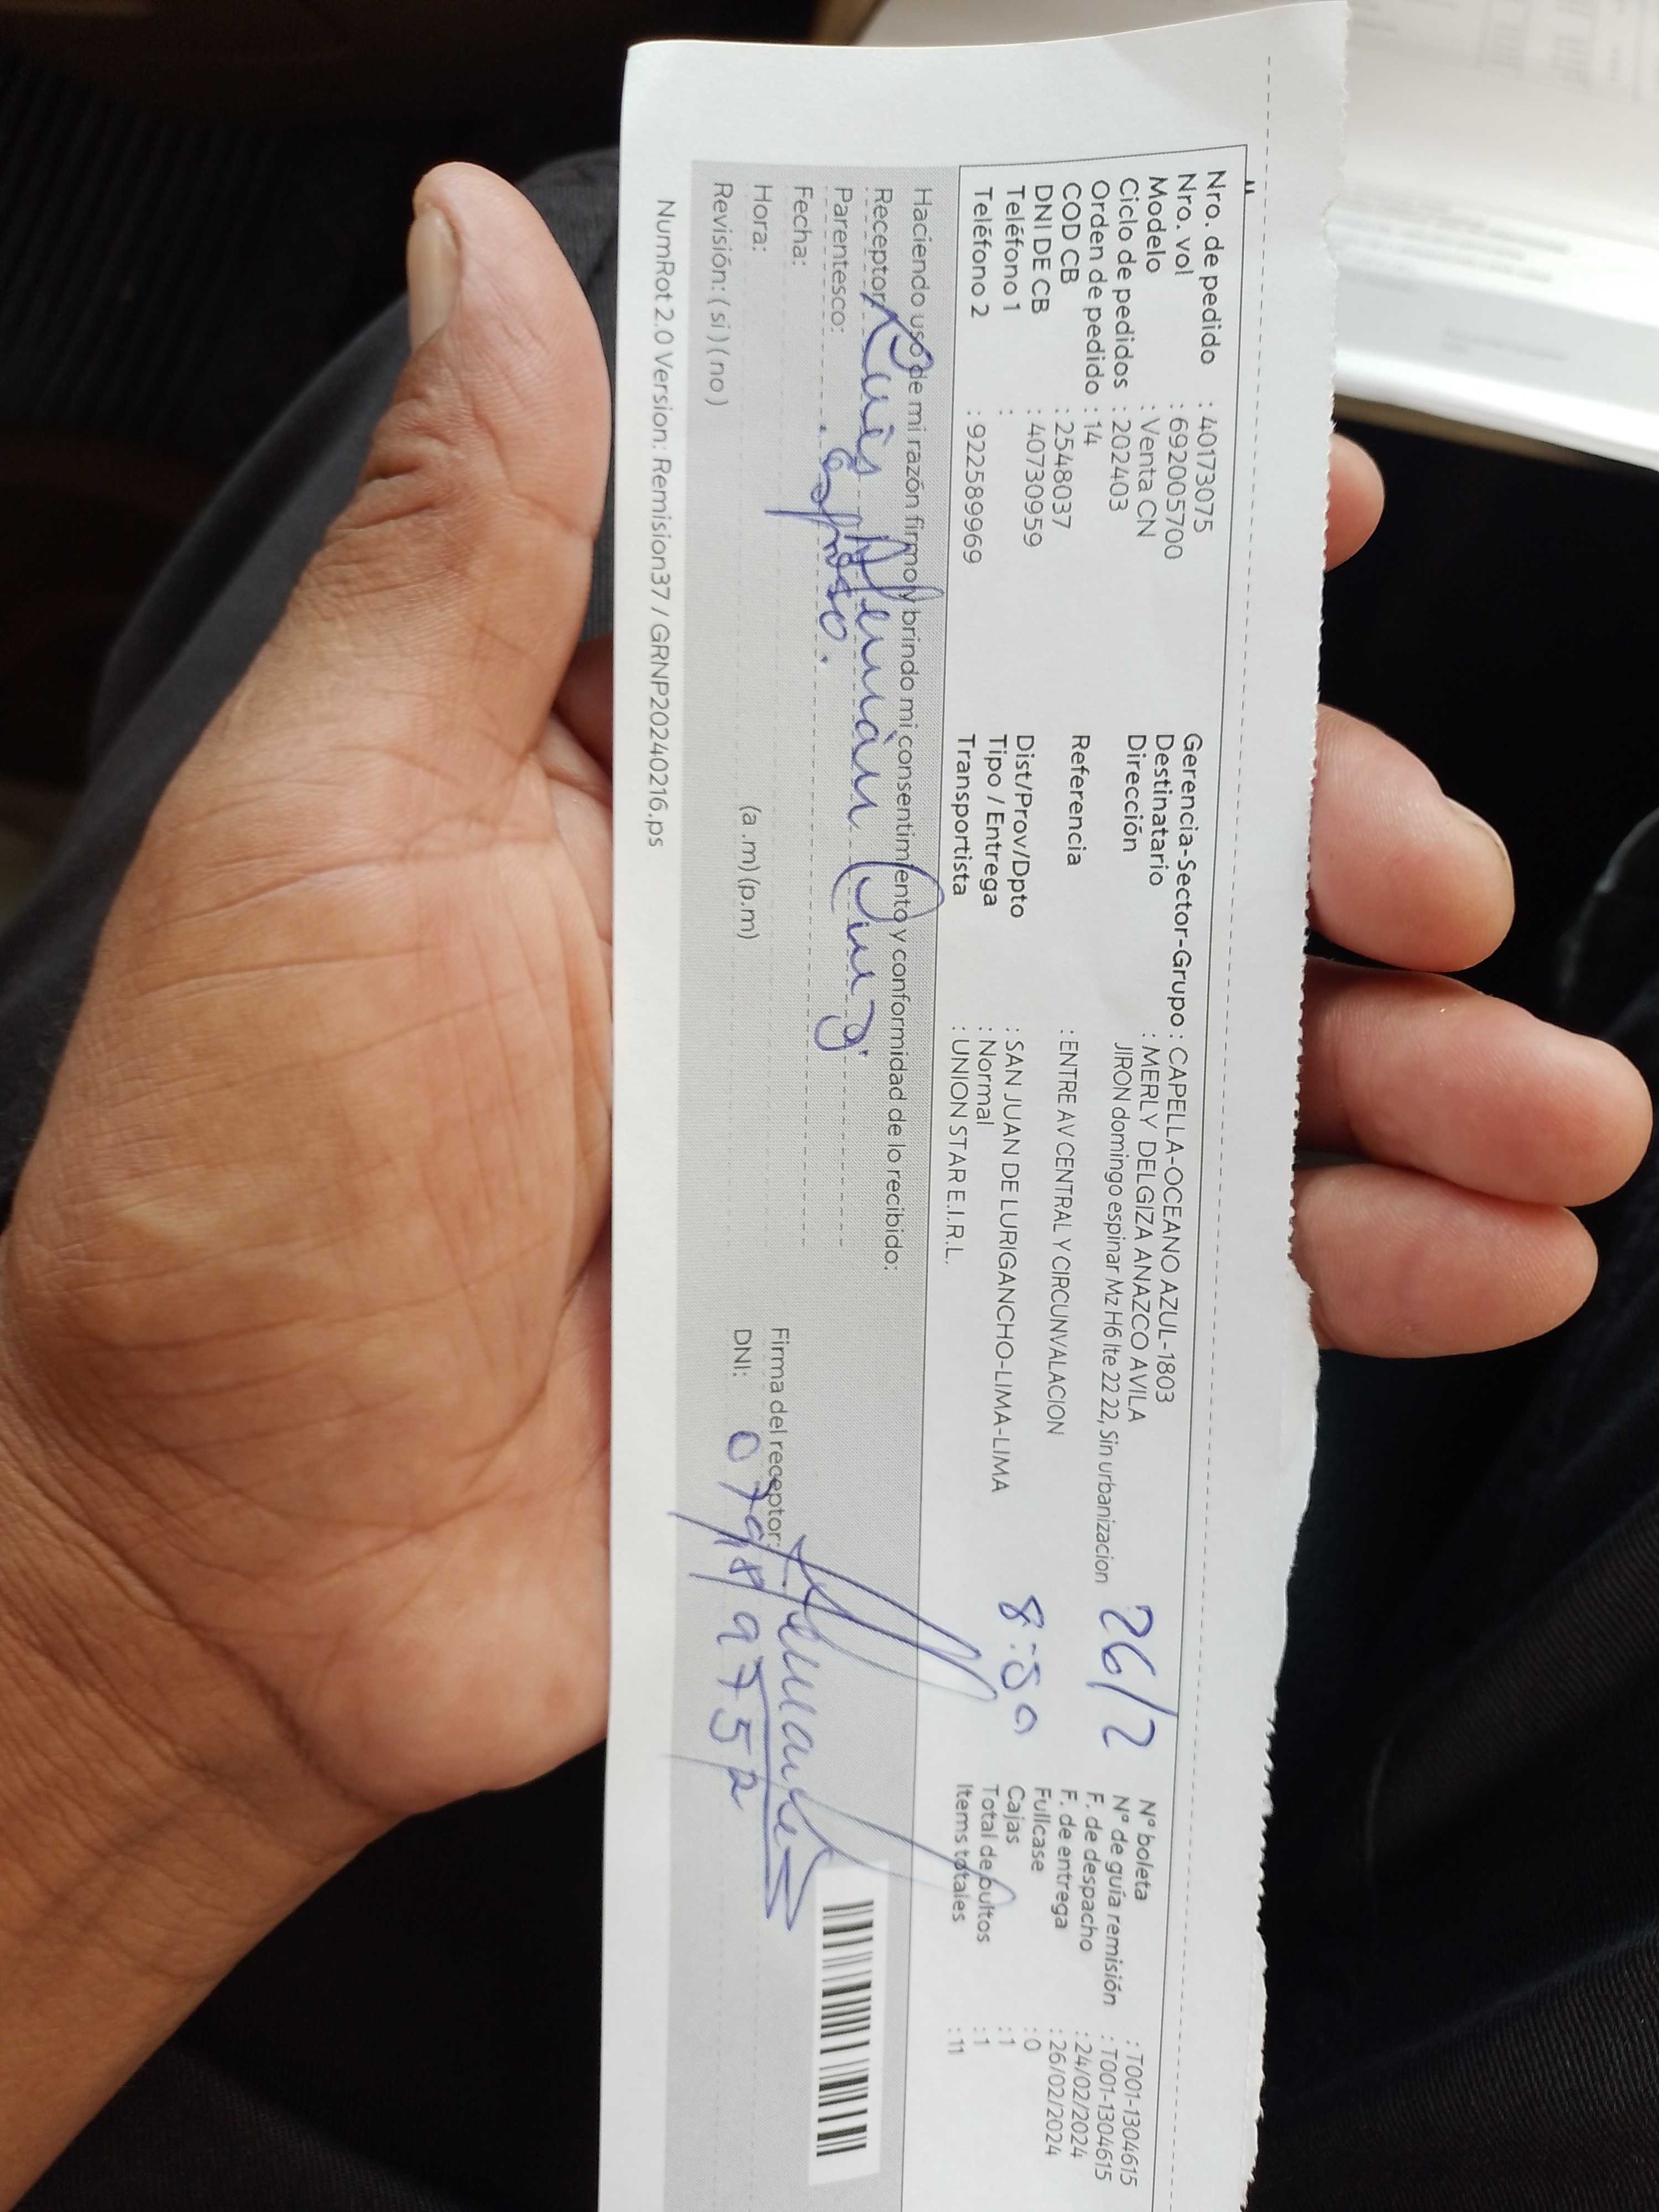 Nro. de pedido : 40173075
Nro. vol : 692005700
Modelo : Venta CN
Ciclo de pedidos : 202403
Orden de pedido : 14
COD CB : 2548037
DNI DE CB : 40730959
Teléfono 1 :
Teléfono 2 : 922589969
Gerencia-Sector-Grupo : CAPELLA-OCEANO AZUL-1803
Destinatario : MERLY DELGIZA ANAZCO AVILA
Dirección JIRON domingo espinar Mz H6 lte 22 22, Sin urbanizacion
Referencia : ENTRE AV CENTRAL Y CIRCUNVALACION
Dist/Prov/Dpto : SAN JUAN DE LURIGANCHO-LIMA-LIMA
Tipo / Entrega : Normal
Transportista : UNION STAR E.I.R.L.
26/2
8:50
N° boleta : T001-1304615
N° de guía remisión : T001-1304615
F. de despacho : 24/02/2024
F. de entrega : 26/02/2024
Fullcase : 0
Cajas : 1
Total de bultos : 1
Items totales : 11
Haciendo uso de mi razón firmo y brindo mi consentimiento y conformidad de lo recibido:
Receptor: Luis
Parentesco: Esposo.
Fecha:
Hora: (a.m) (p.m)
Revisión: ( si ) ( no )
Firma del receptor:
DNI:
NumRot 2.0 Version: Remision37 / GRNP20240216.ps